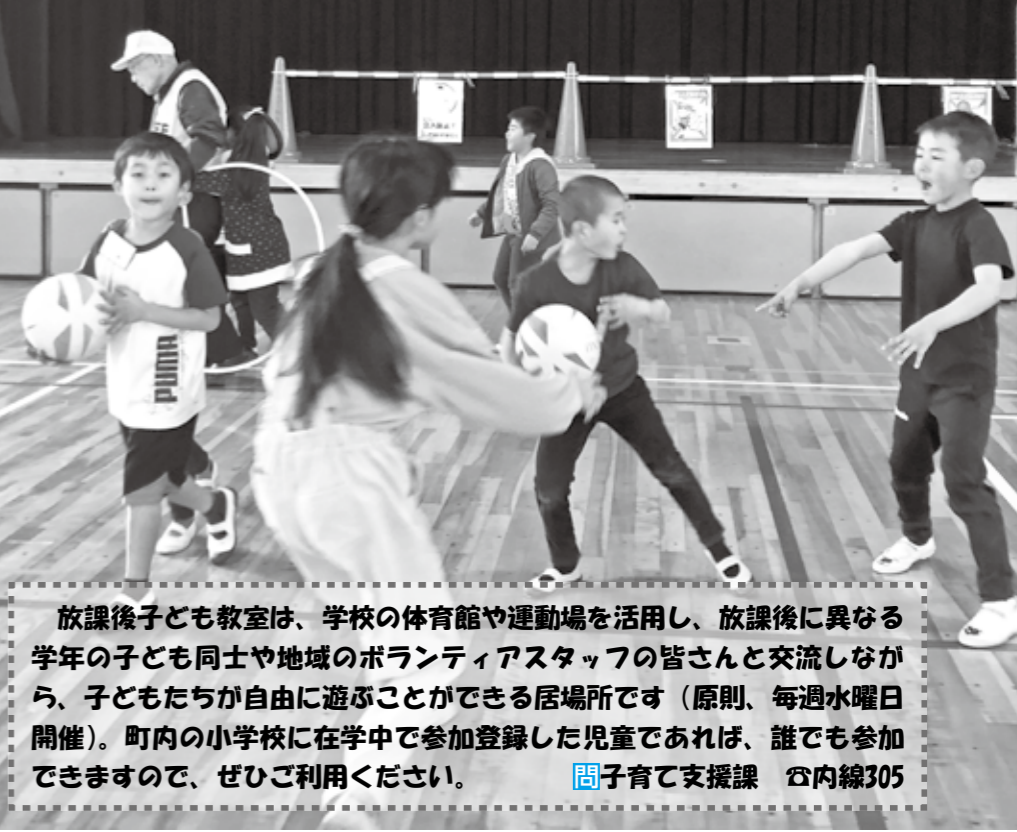 PUMA
放課後子ども教室は、学校の体育館や運動場を活用し、放課後に異なる
学年の子ども同士や地域のボランティアスタッフの皆さんと交流しなが
ら、子どもたちが自由に遊ぶことができる居場所です（原則、毎週水曜日
開催）。町内の小学校に在学中で参加登録した児童であれば、誰でも参加
できますので、ぜひご利用ください。 問子育て支援課 ☎内線305